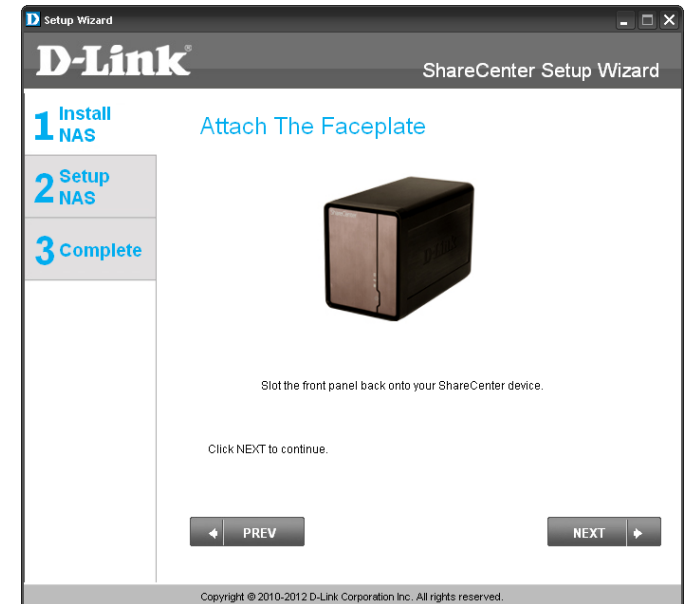 Setup Wizard
D-Link®
ShareCenter Setup Wizard
1 Install
NAS
2 Setup
NAS
3 Complete
Attach The Faceplate
D-Link
Slot the front panel back onto your ShareCenter device.
Click NEXT to continue.
PREV
NEXT
Copyright © 2010-2012 D-Link Corporation Inc. All rights reserved.